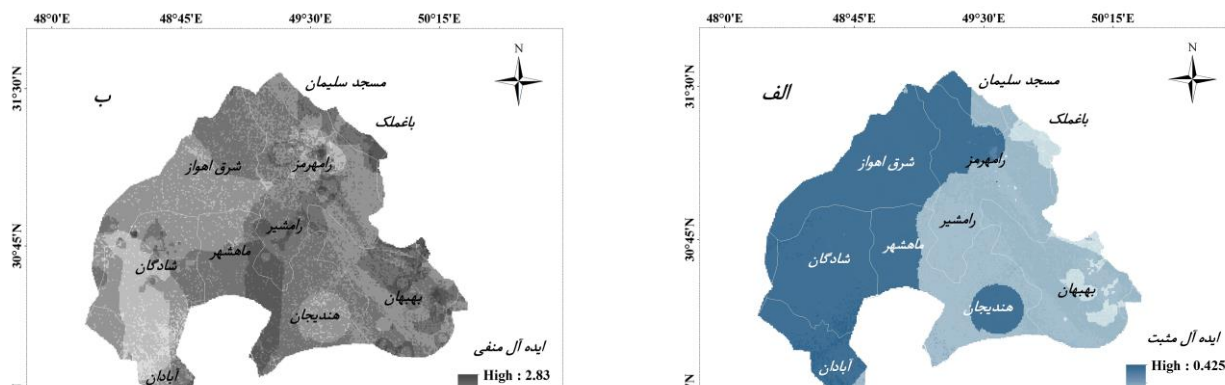 48°0'E 48°45'E 49°30'E 50°15'E
N
31°30'N
ب
مسجد سلیمان
باغملک
رامهرمز
شرق اهواز
30°45'N
رامشیر
ماهشهر
شادگان
بهبهان
هندیجان
آبادان
ایده آل منفی
High : 2.83
48°0'E 48°45'E 49°30'E 50°15'E
N
31°30'N
الف
مسجد سلیمان
باغملک
رامهرمز
شرق اهواز
30°45'N
رامشیر
ماهشهر
شادگان
بهبهان
هندیجان
آبادان
ایده آل مثبت
High : 0.425